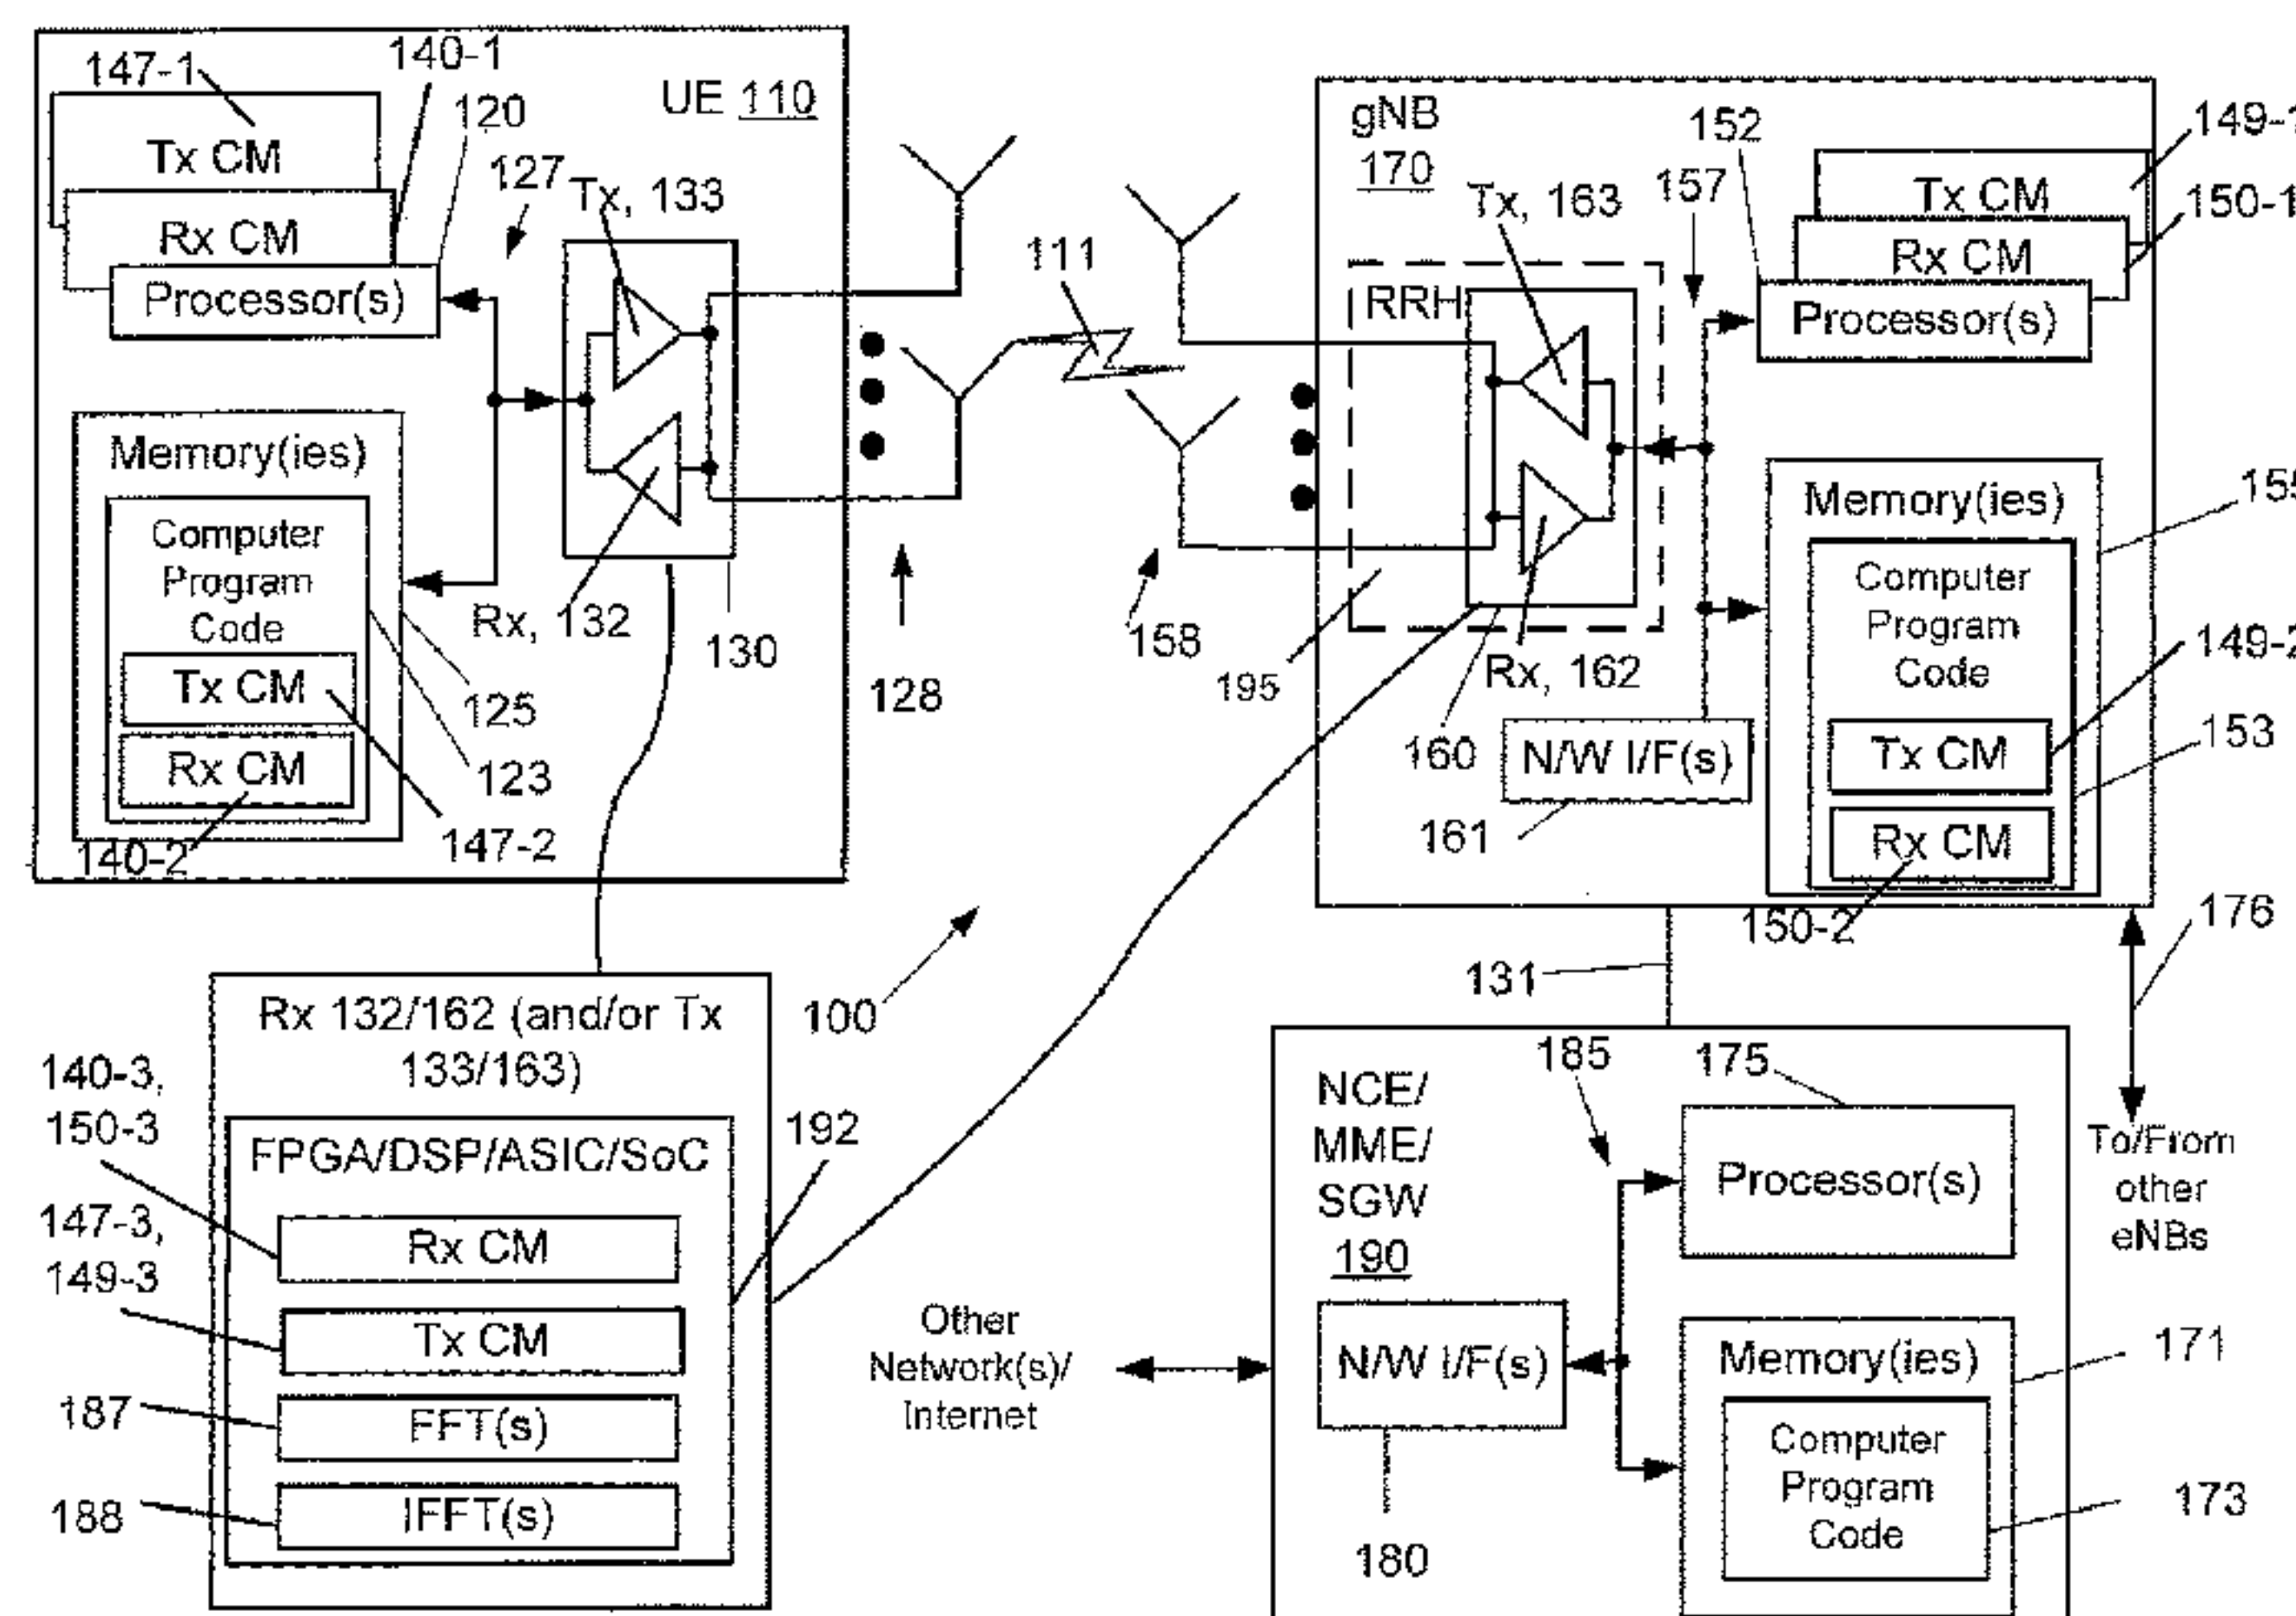 147-1
140-1
120
UE 110
Tx CM
Rx CM
Processor(s)
127
Tx, 133
Memory(ies)
Computer
Program
Code
Tx CM
Rx CM
Rx, 132
130
125
123
147-2
140-2
128
111
158
gNB
170
152
157
Tx, 163
RRH
149-1
150-1
Tx CM
Rx CM
Processor(s)
Memory(ies)
Computer
Program
Code
Tx CM
Rx CM
149-2
153
150-2
195
Rx, 162
160
N/W I/F(s)
161
131
176
100
Rx 132/162 (and/or Tx
133/163)
140-3,
150-3
147-3,
149-3
192
FPGA/DSP/ASIC/SoC
Rx CM
Tx CM
FFT(s)
IFFT(s)
187
188
Other
Network(s)/
Internet
NCE/
MME/
SGW
190
185
175
Processor(s)
To/From
other
eNBs
N/W I/F(s)
180
Memory(ies)
Computer
Program
Code
171
173